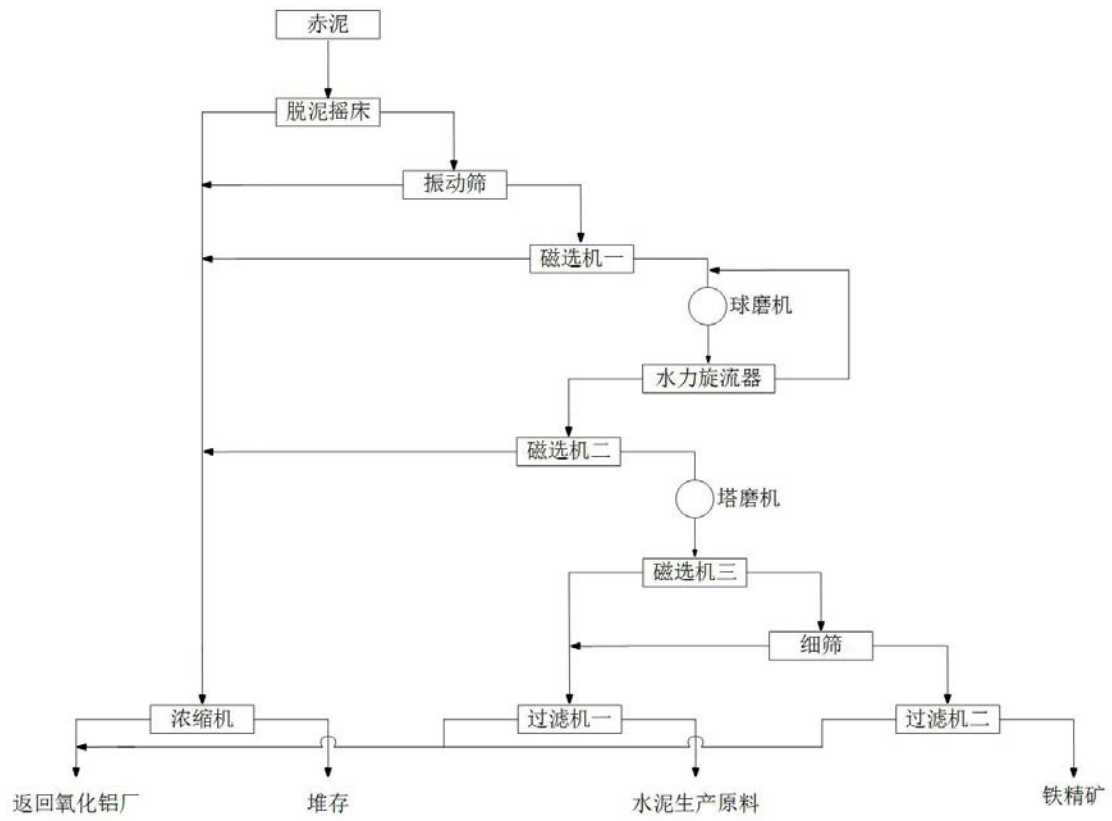 赤泥
脱泥摇床
振动筛
磁选机一
球磨机
水力旋流器
磁选机二
塔磨机
磁选机三
细筛
浓缩机
过滤机一
过滤机二
返回氧化铝厂
堆存
水泥生产原料
铁精矿